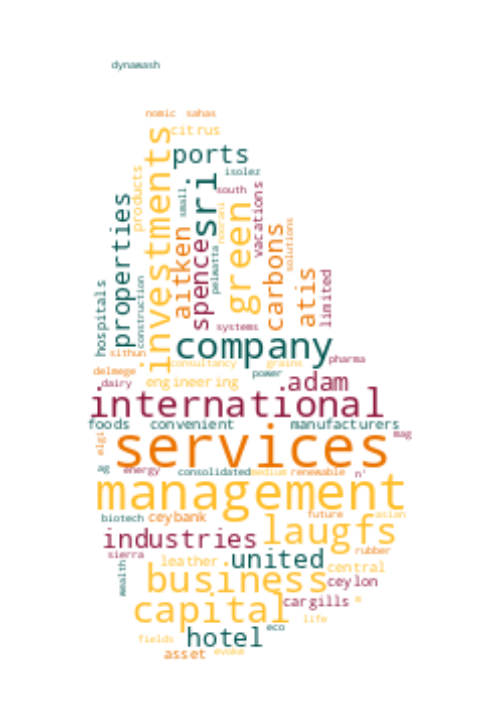 dynawash
nomic sahas
citrus
ports
investments
products
isolez
south
small
sri
green
vacations
properties
aitken
spence
pelwatta
carbons
solutions
atis
limited
hospitals
construction
systems
company
sithun
consultancy
grains
pharma
delmege
dairy
engineering
power
adam
international
foods convenient manufacturers
elgi
services
mag
ag energy consolidated medium renewable n'
management
biotech ceybank future asian
laugfs
industries
sierra
united
rubber
leather
central
wealth
business
ceylon
capital
cargills
e
life
eco
fields
hotel
asset evoke